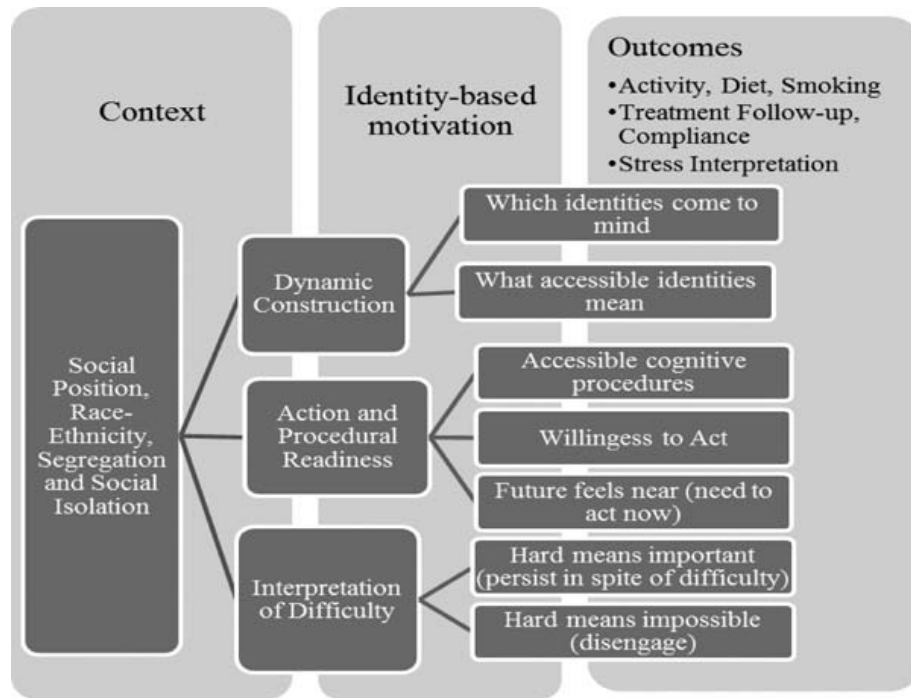 Context
Identity-based
motivation
Outcomes
•Activity, Diet, Smoking
•Treatment Follow-up,
Compliance
•Stress Interpretation
Social
Position,
Race-
Ethnicity,
Segregation
and Social
Isolation
Dynamic
Construction
Which identities come to
mind
What accessible identities
mean
Action and
Procedural
Readiness
Accessible cognitive
procedures
Willingess to Act
Future feels near (need to
act now)
Interpretation
of Difficulty
Hard means important
(persist in spite of difficulty)
Hard means impossible
(disengage)